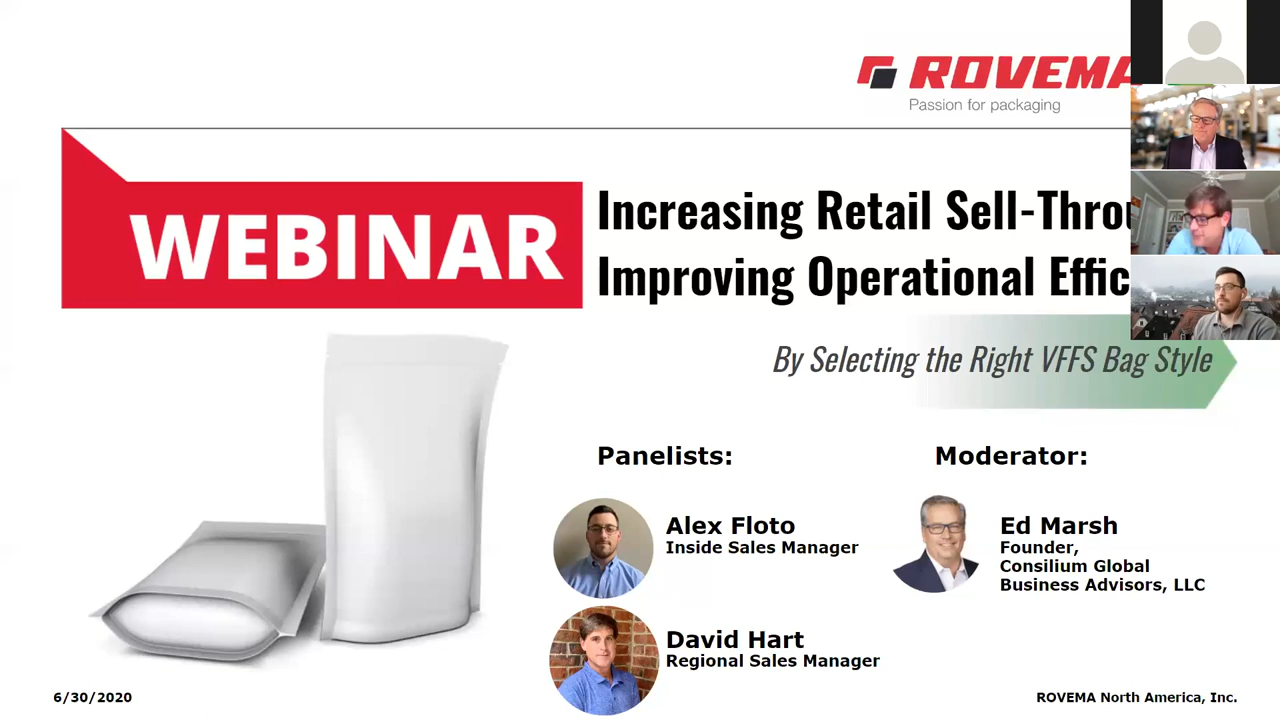 ROVEMA
Passion for packaging
WEBINAR
Increasing Retail Sell-Throu
Improving Operational Effic
By Selecting the Right VFFS Bag Style
Panelists:
Moderator:
Alex Floto
Inside Sales Manager
Ed Marsh
Founder,
Consilium Global
Business Advisors, LLC
David Hart
Regional Sales Manager
6/30/2020
ROVEMA North America, Inc.